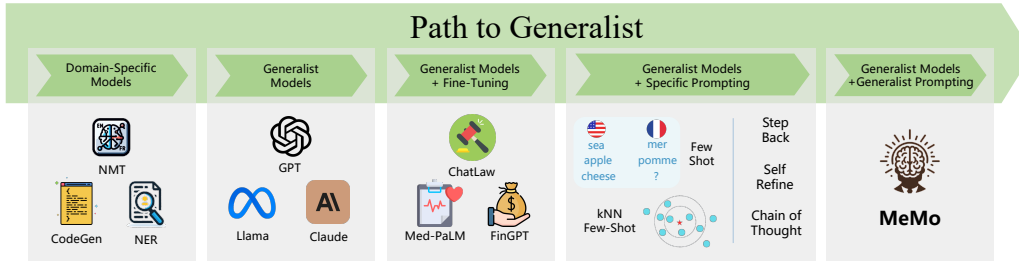 Path to Generalist
Domain-Specific
Models
NMT
CodeGen
NER
Generalist
Models
GPT
Llama
Claude
Generalist Models
+ Fine-Tuning
ChatLaw
Med-PaLM
FinGPT
Generalist Models
+ Specific Prompting
sea
apple
cheese
mer
pomme
?
Few
Shot
kNN
Few-Shot
Step
Back
Self
Refine
Chain of
Thought
Generalist Models
+Generalist Prompting
MeMo